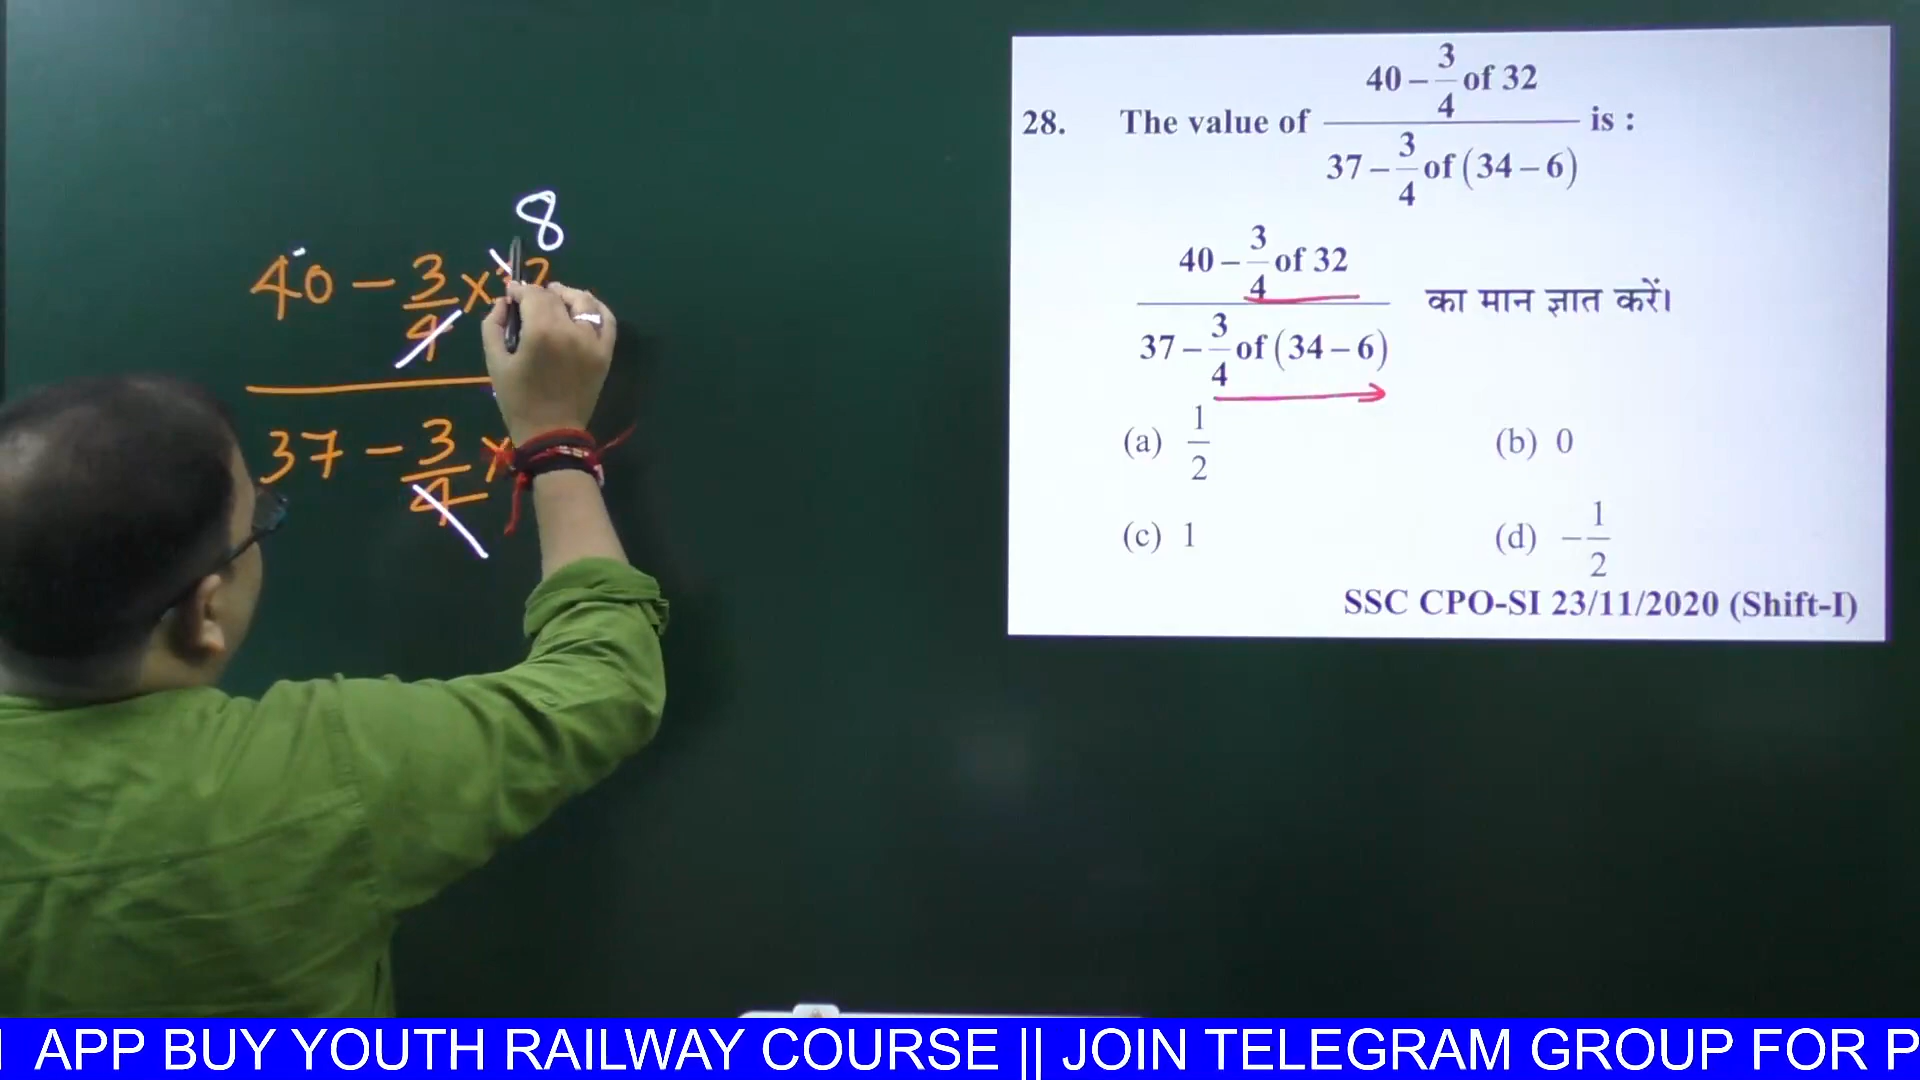 8
40 - 3/4 x 32
37 - 3/4 x
28. The value of (40 – 3/4 of 32) / (37 – 3/4 of (34 – 6)) is :
(40 – 3/4 of 32) / (37 – 3/4 of (34 – 6)) का मान ज्ञात करें।
(a) 1/2 (b) 0
(c) 1 (d) –1/2
SSC CPO-SI 23/11/2020 (Shift-I)
APP BUY YOUTH RAILWAY COURSE || JOIN TELEGRAM GROUP FOR P